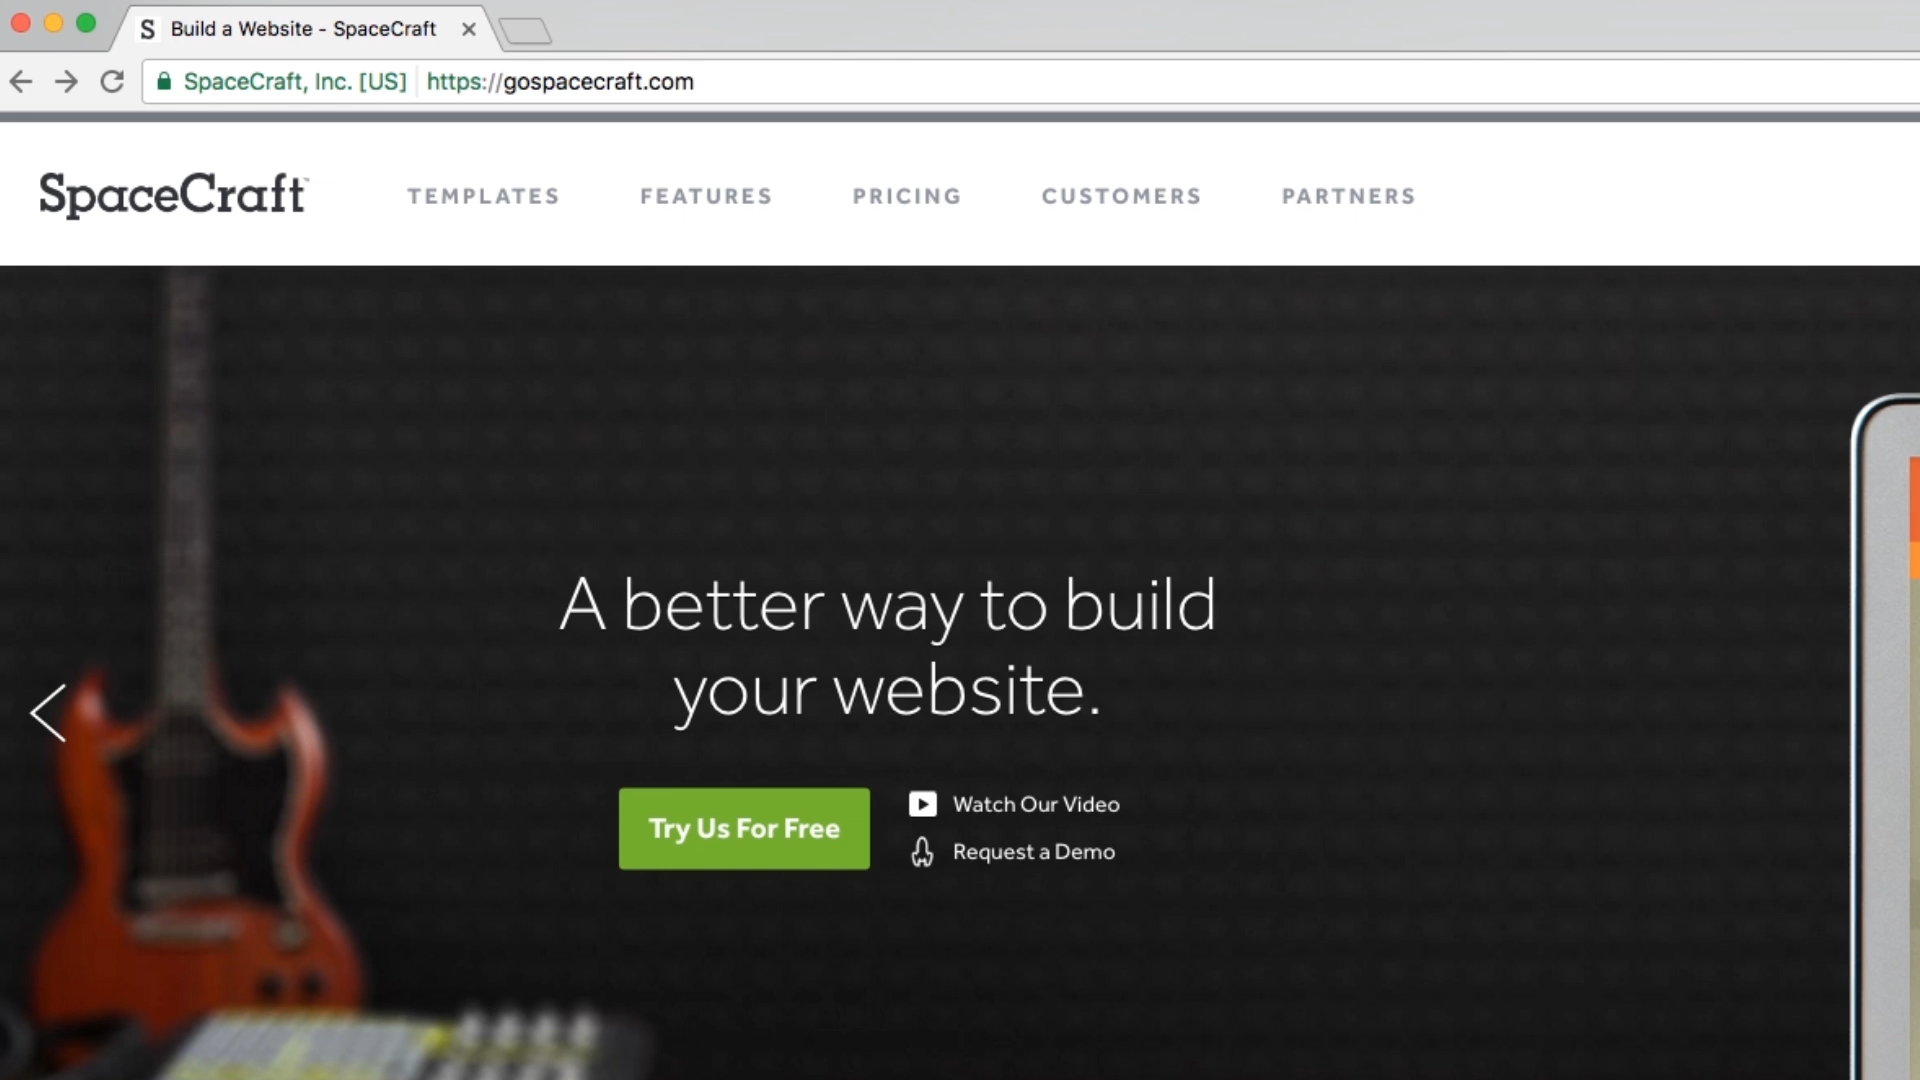 S Build a Website - SpaceCraft
SpaceCraft, Inc. [US] https://gospacecraft.com
SpaceCraft TEMPLATES FEATURES PRICING CUSTOMERS PARTNERS
A better way to build
your website.
Try Us For Free
Watch Our Video
Request a Demo